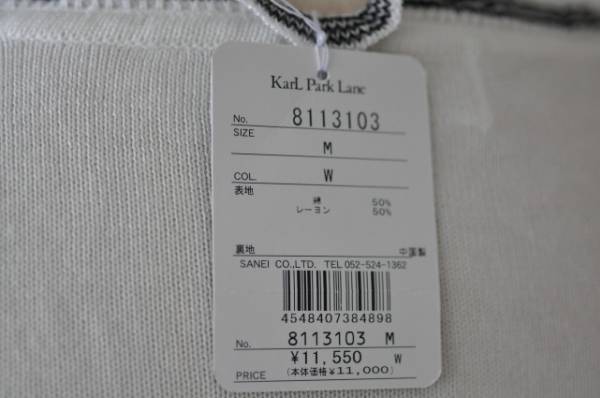 KarL Park Lane
No. 8113103
SIZE
M
COL. W
表地
綿 50%
レーヨン 50%
裏地 中国製
SANEI CO.,LTD. TEL 052-524-1362
4548407384898
No. 8113103 M
¥11,550 W
PRICE (本体価格¥11,000)